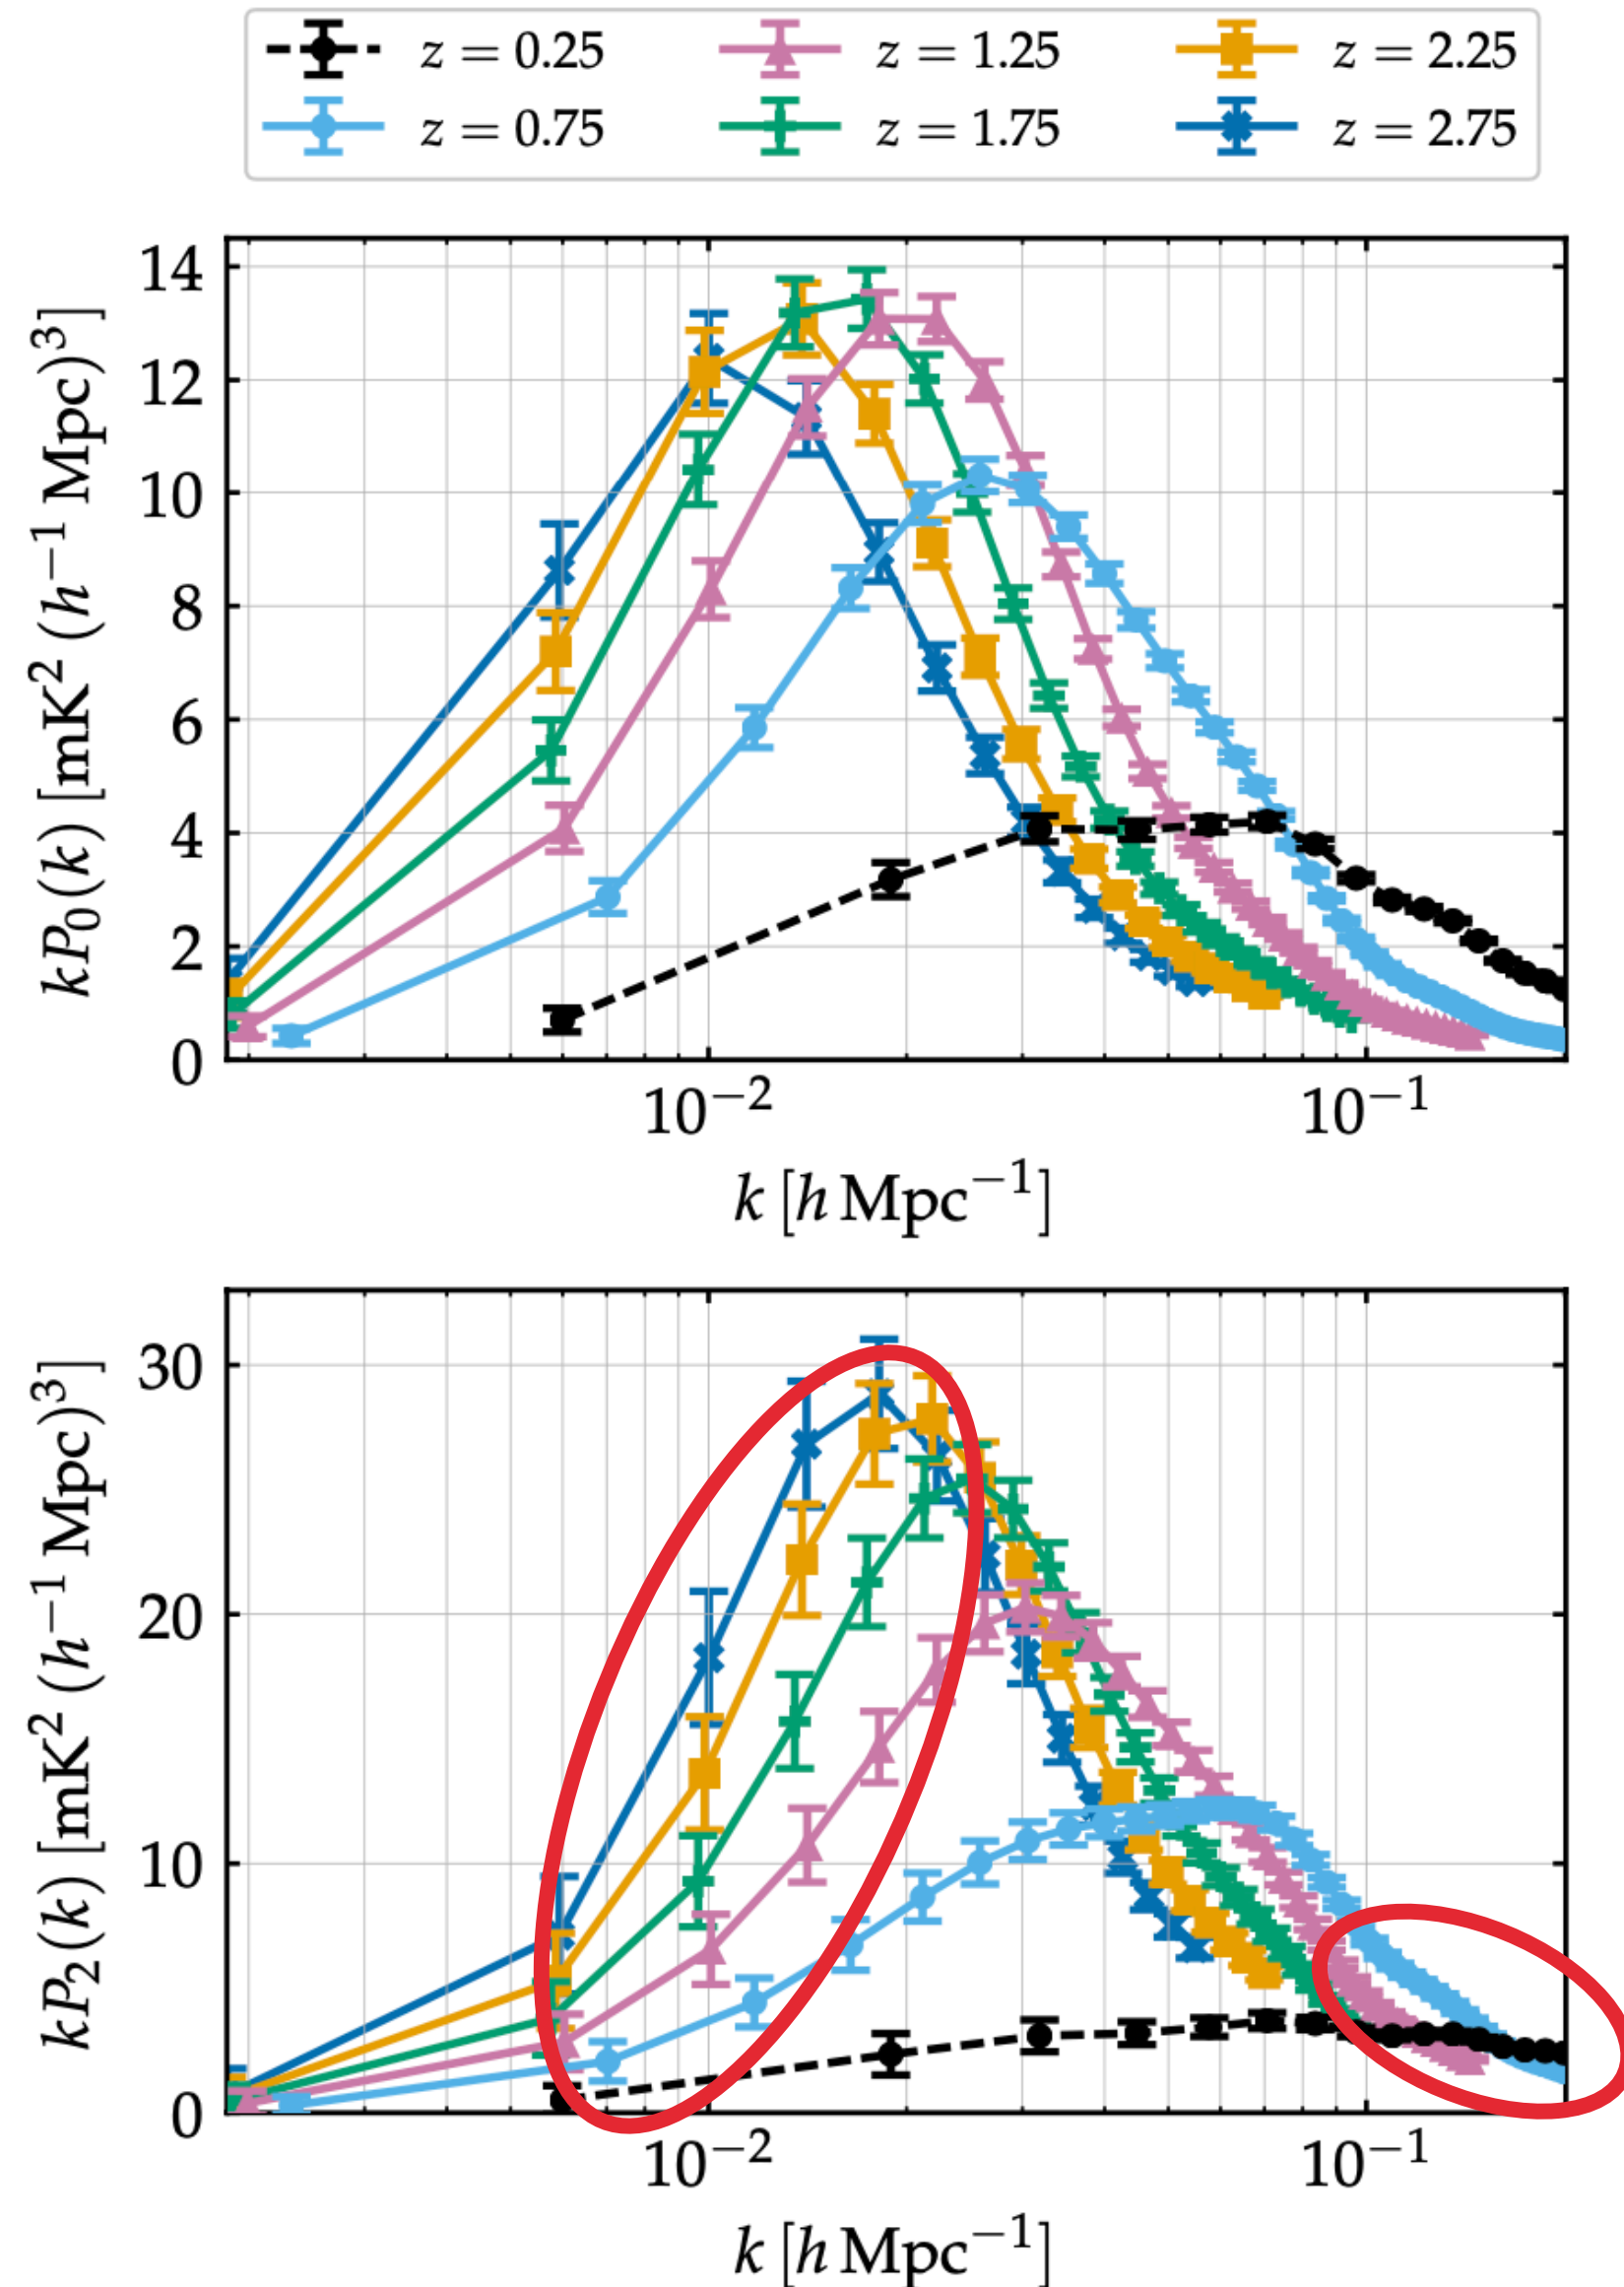 z = 0.25 z = 1.25 z = 2.25
z = 0.75 z = 1.75 z = 2.75
14
12
10
8
6
4
2
0
kP₀(k) [mK² (h⁻¹ Mpc)³]
10⁻² 10⁻¹
k [h Mpc⁻¹]
30
20
10
0
kP₂(k) [mK² (h⁻¹ Mpc)³]
10⁻² 10⁻¹
k [h Mpc⁻¹]